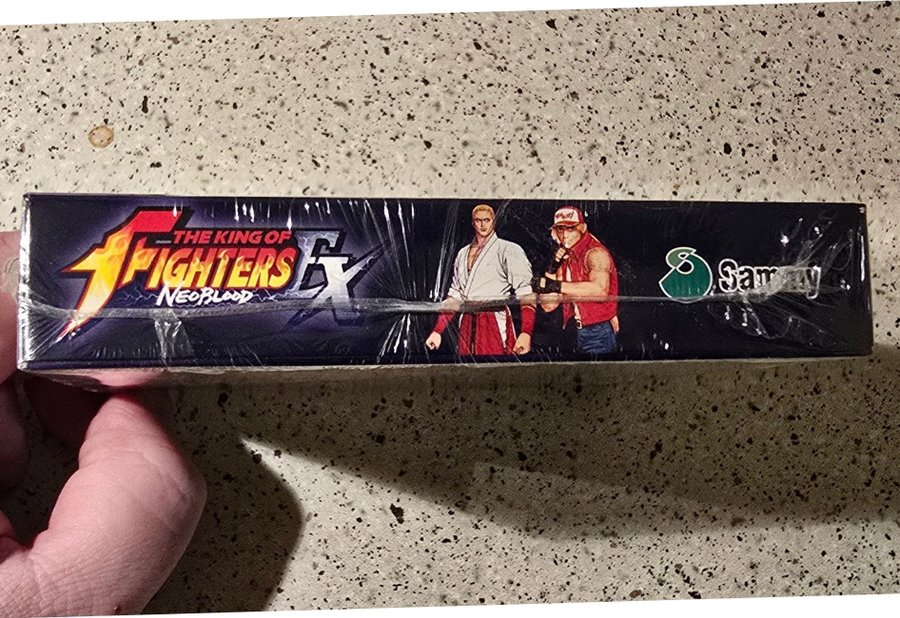 THE KING OF
FIGHTERS EX
NEOBLOOD
S Sammy